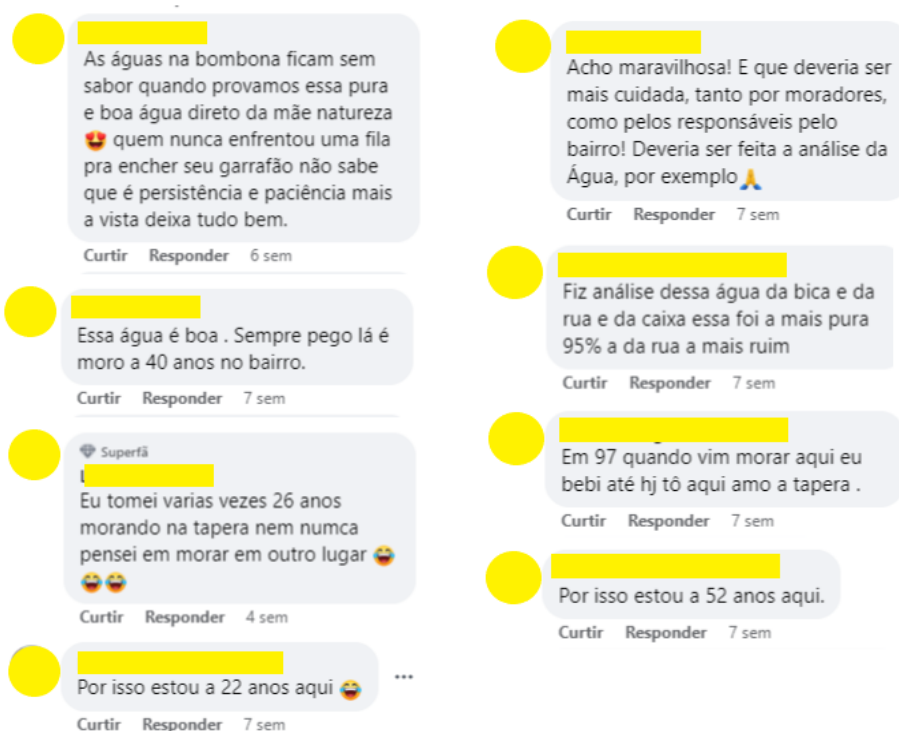 As águas na bombona ficam sem
sabor quando provamos essa pura
e boa água direto da mãe natureza
😍 quem nunca enfrentou uma fila
pra encher seu garrafão não sabe
que é persistência e paciência mais
a vista deixa tudo bem.
Curtir Responder 6 sem
Essa água é boa . Sempre pego lá é
moro a 40 anos no bairro.
Curtir Responder 7 sem
Superfã
Eu tomei varias vezes 26 anos
morando na tapera nem numca
pensei em morar em outro lugar 😂
😂😂
Curtir Responder 4 sem
Por isso estou a 22 anos aqui 😂
Curtir Responder 7 sem
Acho maravilhosa! E que deveria ser
mais cuidada, tanto por moradores,
como pelos responsáveis pelo
bairro! Deveria ser feita a análise da
Água, por exemplo🙏
Curtir Responder 7 sem
Fiz análise dessa água da bica e da
rua e da caixa essa foi a mais pura
95% a da rua a mais ruim
Curtir Responder 7 sem
Em 97 quando vim morar aqui eu
bebi até hj tô aqui amo a tapera .
Curtir Responder 7 sem
Por isso estou a 52 anos aqui.
Curtir Responder 7 sem